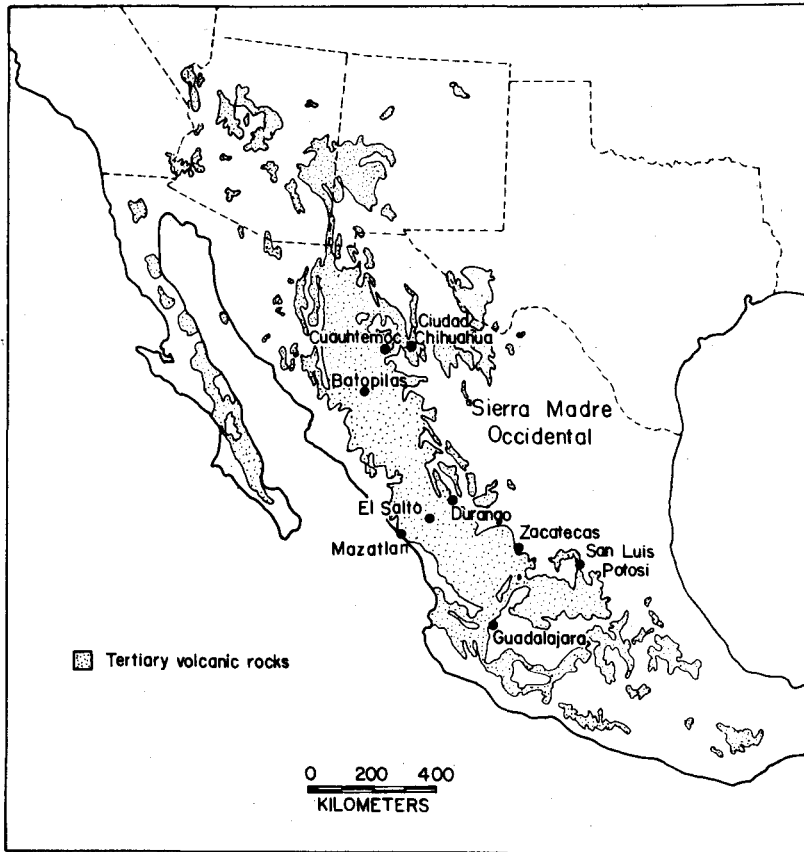 Ciudad
Cuauhtemoc
Chihuahua
Batopilas
Sierra Madre
Occidental
El Salto
Durango
Mazatlan
Zacatecas
San Luis
Potosi
Guadalajara
Tertiary volcanic rocks
0 200 400
KILOMETERS